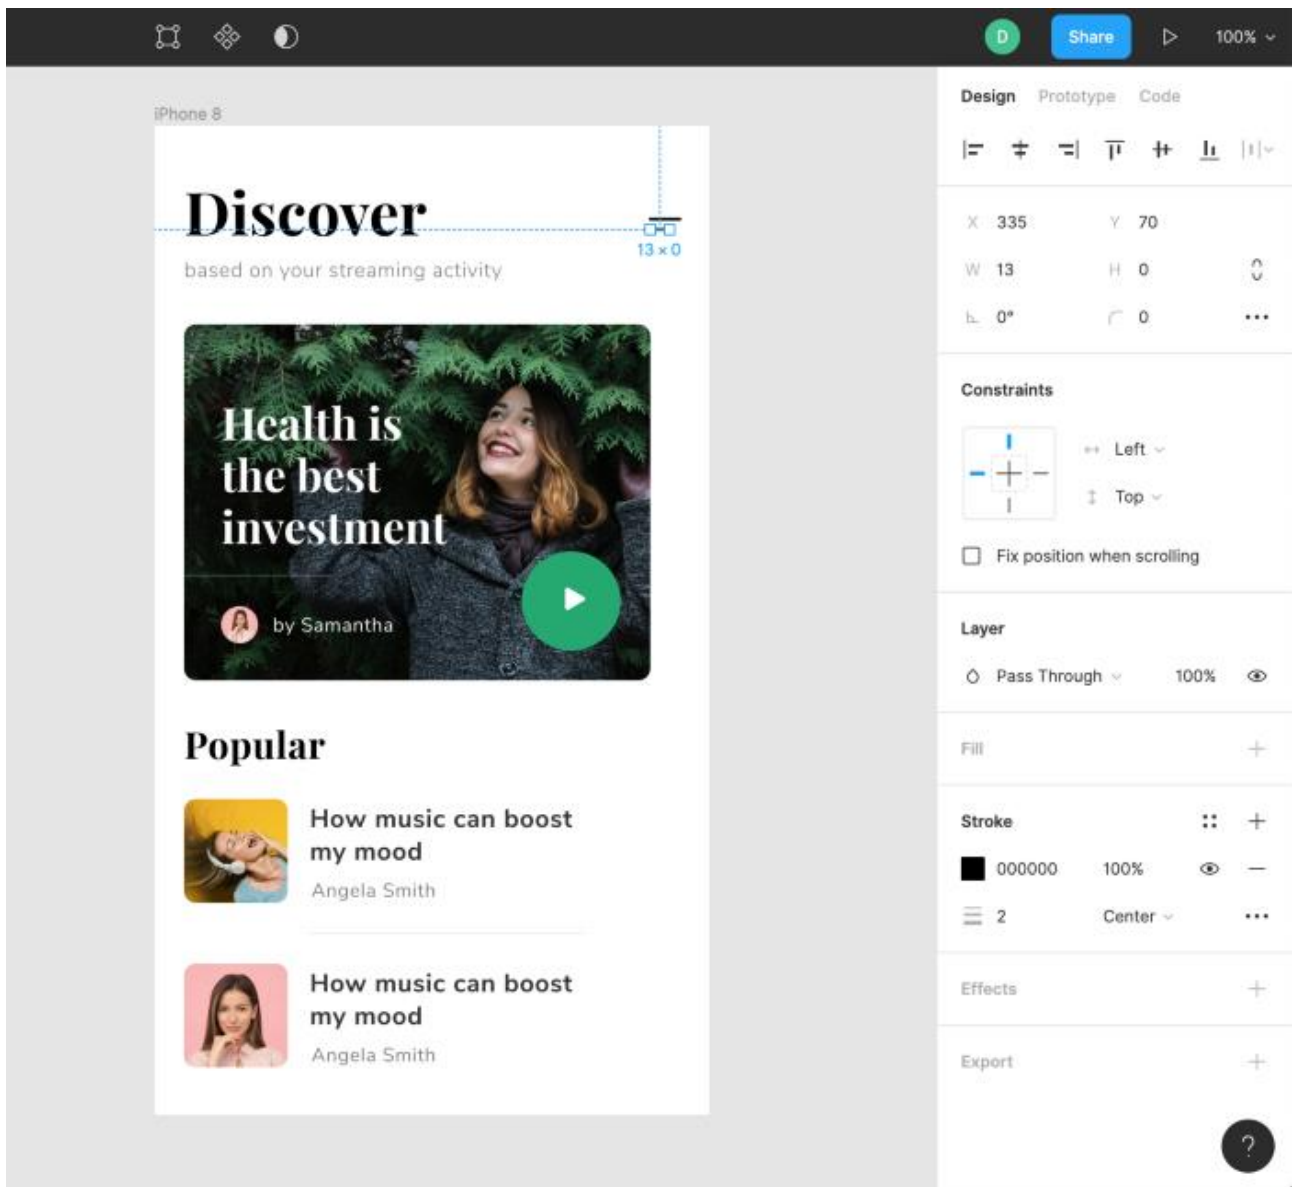 D
Share
100%
iPhone 8
Design Prototype Code
Discover
13 × 0
based on your streaming activity
X 335 Y 70
W 13 H 0
0° 0
Constraints
Left
Top
Fix position when scrolling
Health is
the best
investment
by Samantha
Layer
Pass Through 100%
Popular
Fill
How music can boost
my mood
Angela Smith
Stroke
000000 100%
2 Center
How music can boost
my mood
Angela Smith
Effects
Export
?